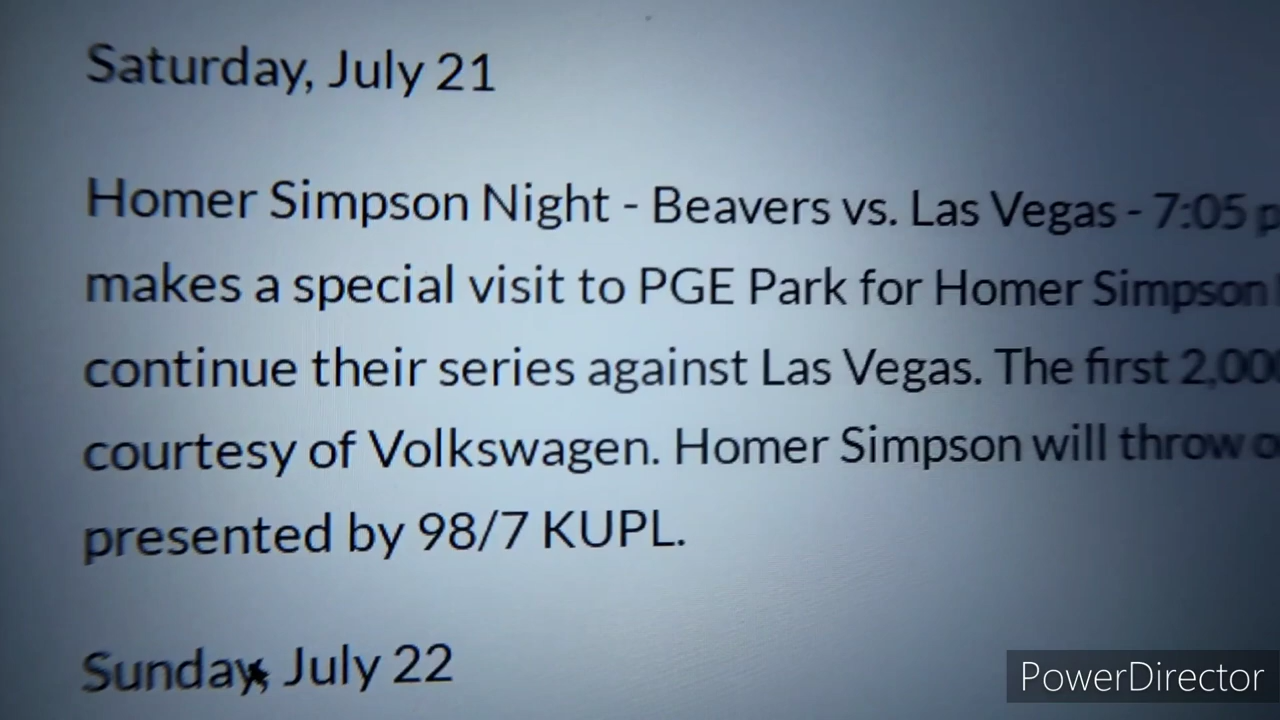 Saturday, July 21
Homer Simpson Night - Beavers vs. Las Vegas - 7:05
makes a special visit to PGE Park for Homer Simpson
continue their series against Las Vegas. The first
courtesy of Volkswagen. Homer Simpson will throw
presented by 98/7 KUPL.
Sunday, July 22
PowerDirector